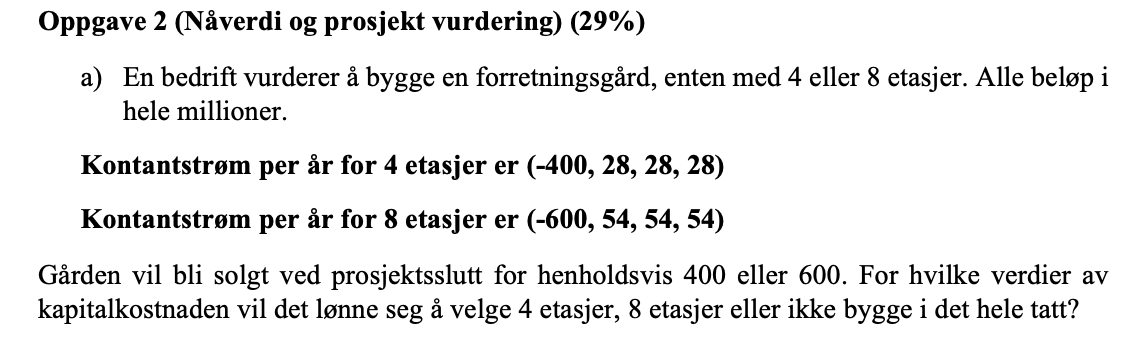 Oppgave 2 (Nåverdi og prosjekt vurdering) (29%)
a) En bedrift vurderer å bygge en forretningsgård, enten med 4 eller 8 etasjer. Alle beløp i
hele millioner.
Kontantstrøm per år for 4 etasjer er (-400, 28, 28, 28)
Kontantstrøm per år for 8 etasjer er (-600, 54, 54, 54)
Gården vil bli solgt ved prosjektsslutt for henholdsvis 400 eller 600. For hvilke verdier av
kapitalkostnaden vil det lønne seg å velge 4 etasjer, 8 etasjer eller ikke bygge i det hele tatt?